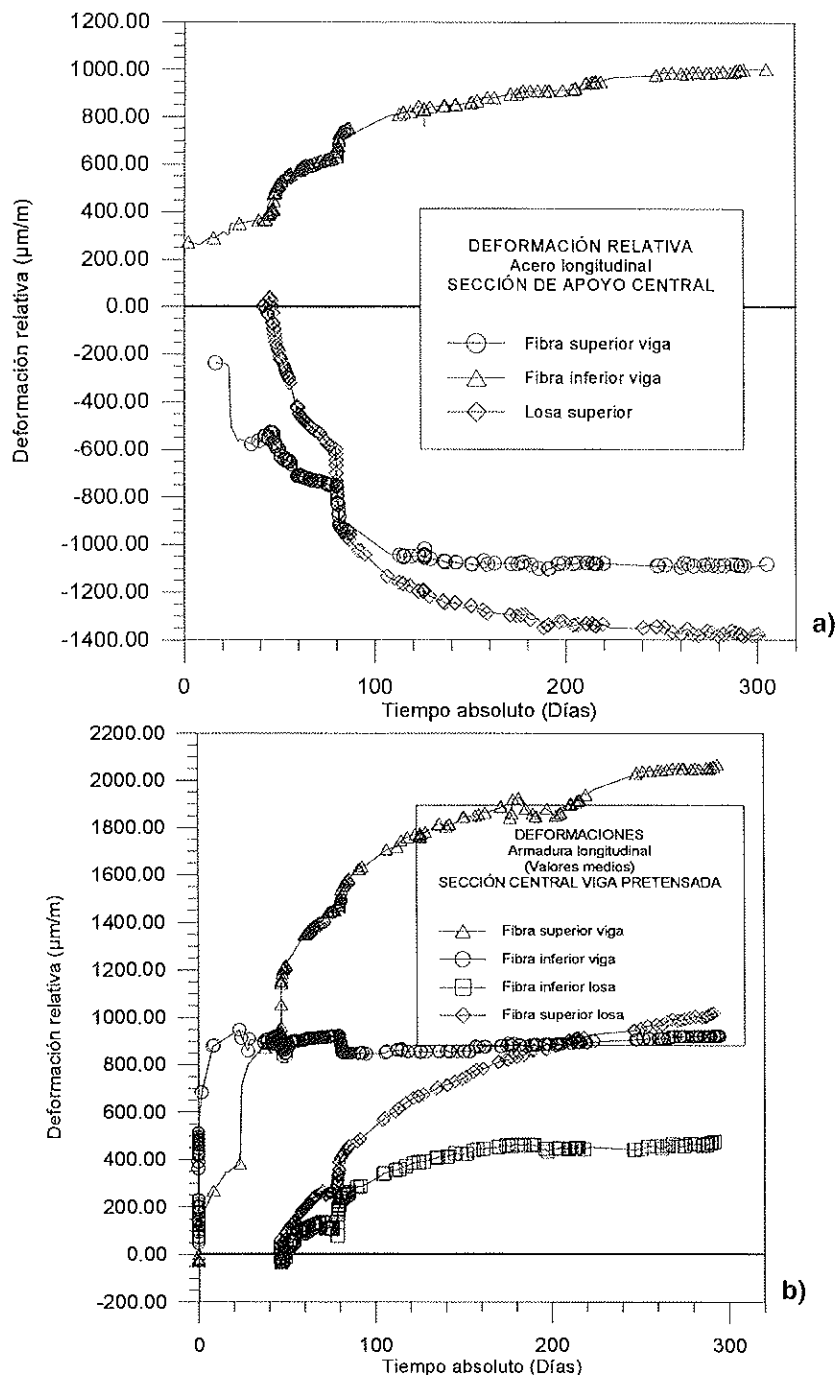 1200.00
1000.00
800.00
600.00
400.00
200.00
0.00
-200.00
-400.00
-600.00
-800.00
-1000.00
-1200.00
-1400.00
Deformación relativa (µm/m)
DEFORMACIÓN RELATIVA
Acero longitudinal
SECCIÓN DE APOYO CENTRAL
Fibra superior viga
Fibra inferior viga
Losa superior
a)
0 100 200 300
Tiempo absoluto (Días)
2200.00
2000.00
1800.00
1600.00
1400.00
1200.00
1000.00
800.00
600.00
400.00
200.00
0.00
-200.00
Deformación relativa (µm/m)
DEFORMACIONES
Armadura longitudinal
(Valores medios)
SECCIÓN CENTRAL VIGA PRETENSADA
Fibra superior viga
Fibra inferior viga
Fibra inferior losa
Fibra superior losa
b)
0 100 200 300
Tiempo absoluto (Días)